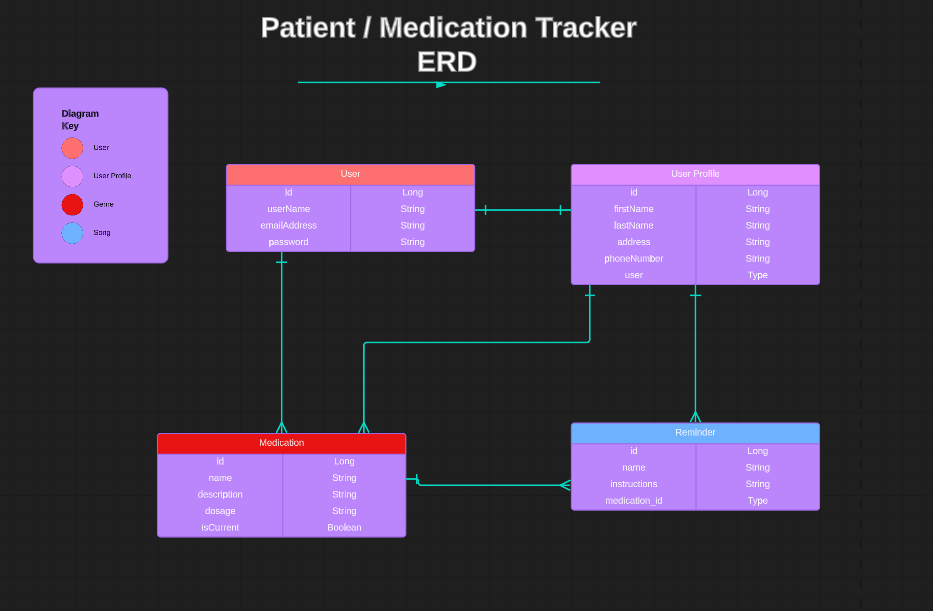 Patient / Medication Tracker
ERD
Diagram
Key
User
User Profile
Genre
Song
User
id Long
userName String
emailAddress String
password String
User Profile
id Long
firstName String
lastName String
address String
phoneNumber String
user Type
Medication
id Long
name String
description String
dosage String
isCurrent Boolean
Reminder
id Long
name String
instructions String
medication_id Type